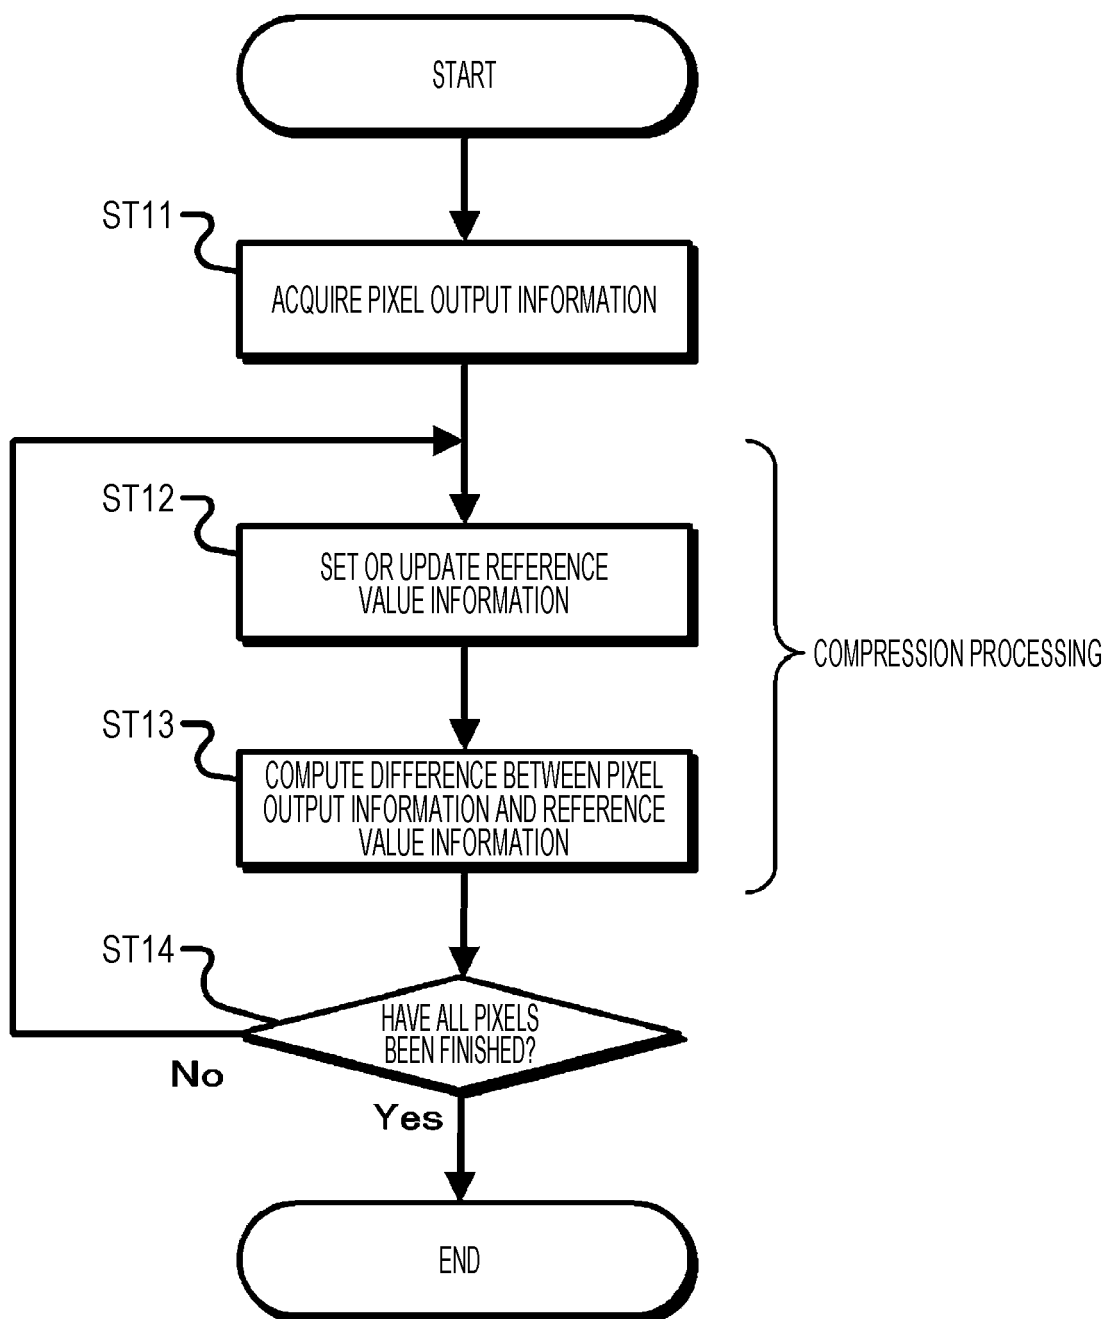 START
ST11
ACQUIRE PIXEL OUTPUT INFORMATION
ST12
SET OR UPDATE REFERENCE
VALUE INFORMATION
COMPRESSION PROCESSING
ST13
COMPUTE DIFFERENCE BETWEEN PIXEL
OUTPUT INFORMATION AND REFERENCE
VALUE INFORMATION
ST14
HAVE ALL PIXELS
BEEN FINISHED?
No
Yes
END